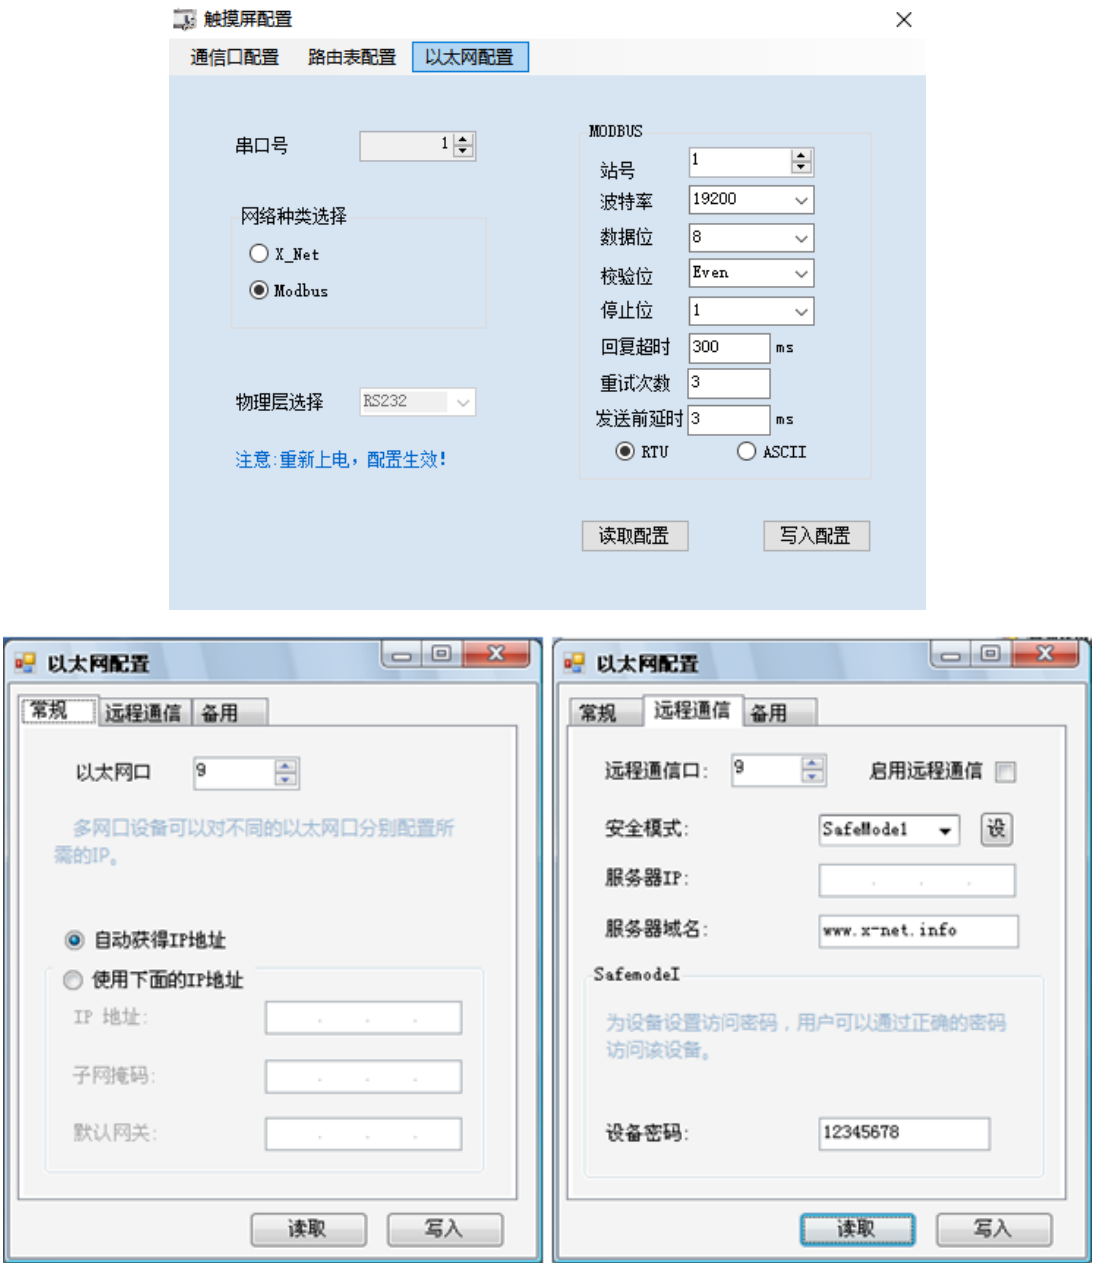 触摸屏配置
通信口配置 路由表配置 以太网配置
串口号 1
网络种类选择
X_Net
Modbus
物理层选择 RS232
注意:重新上电，配置生效!
MODBUS
站号 1
波特率 19200
数据位 8
校验位 Even
停止位 1
回复超时 300 ms
重试次数 3
发送前延时 3 ms
RTU ASCII
读取配置 写入配置
以太网配置
常规 远程通信 备用
以太网口 9
多网口设备可以对不同的以太网口分别配置所
需的IP。
自动获得IP地址
使用下面的IP地址
IP 地址:
子网掩码:
默认网关:
读取 写入
以太网配置
常规 远程通信 备用
远程通信口: 9 启用远程通信
安全模式: SafeMode1 设
服务器IP:
服务器域名: www.x-net.info
SafemodeI
为设备设置访问密码，用户可以通过正确的密码
访问该设备。
设备密码: 12345678
读取 写入